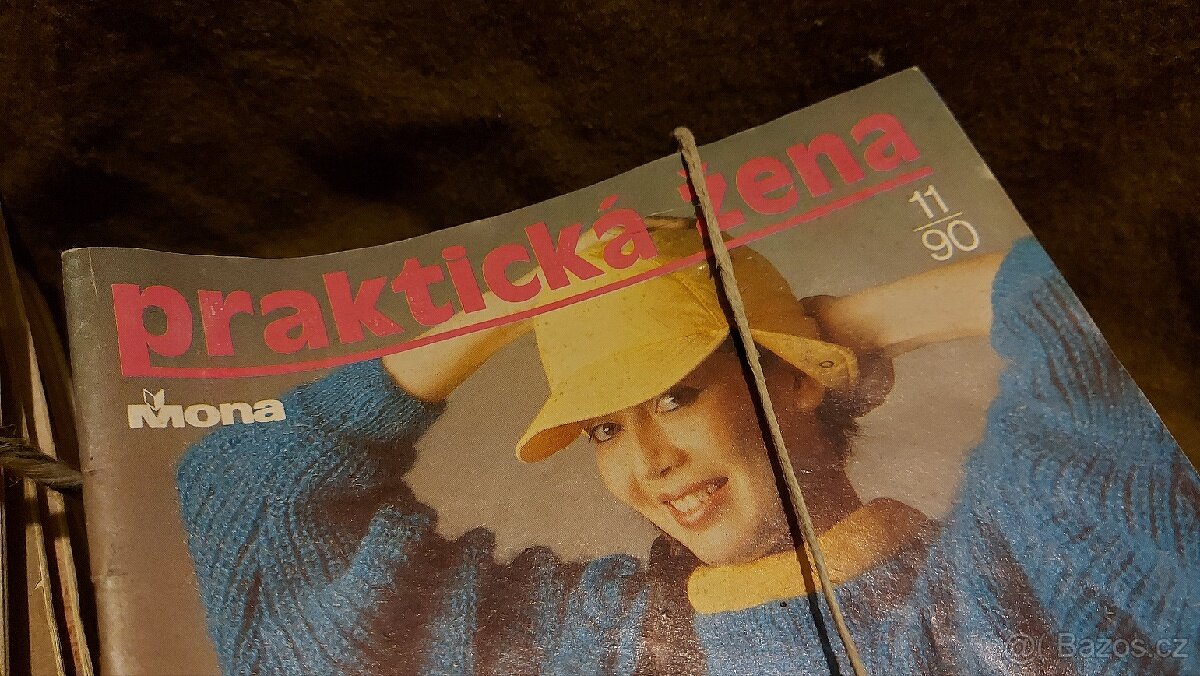 praktická žena
11
90
Mona
@ Bazos.cz